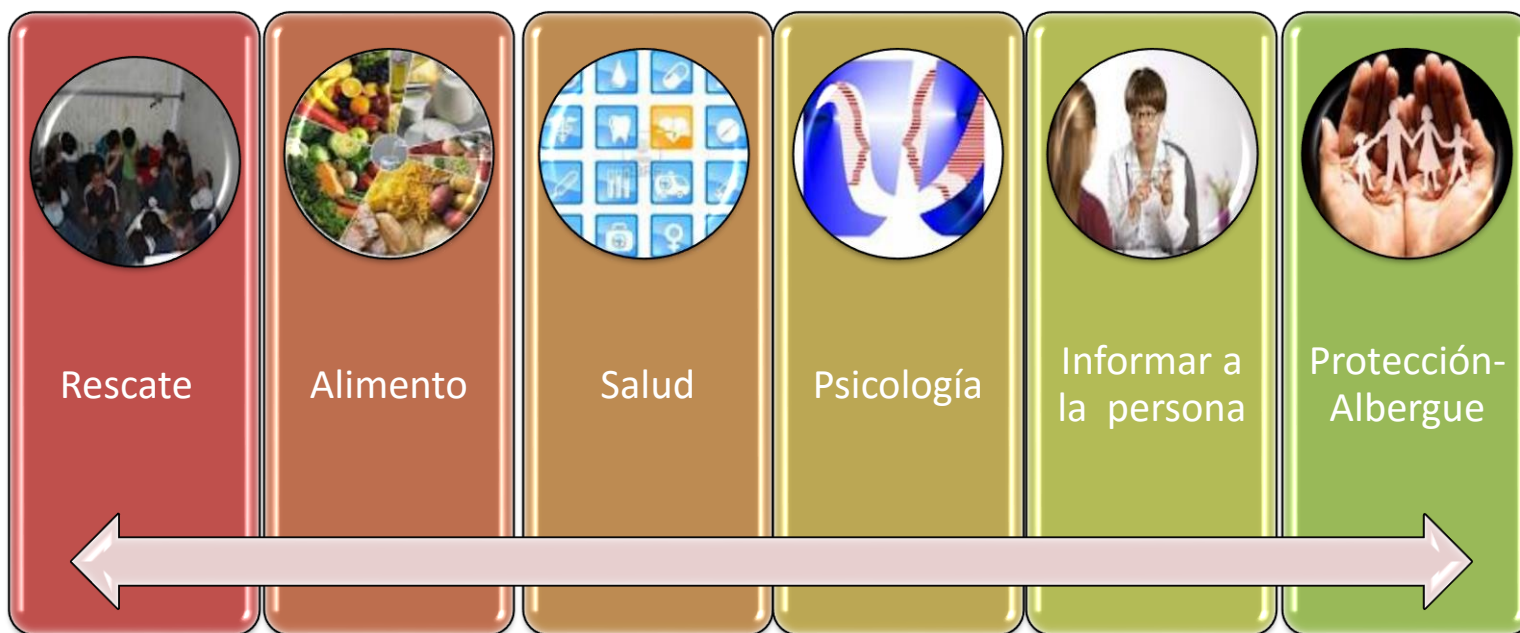 Rescate
Alimento
Salud
Psicología
Informar a
la persona
Protección-
Albergue